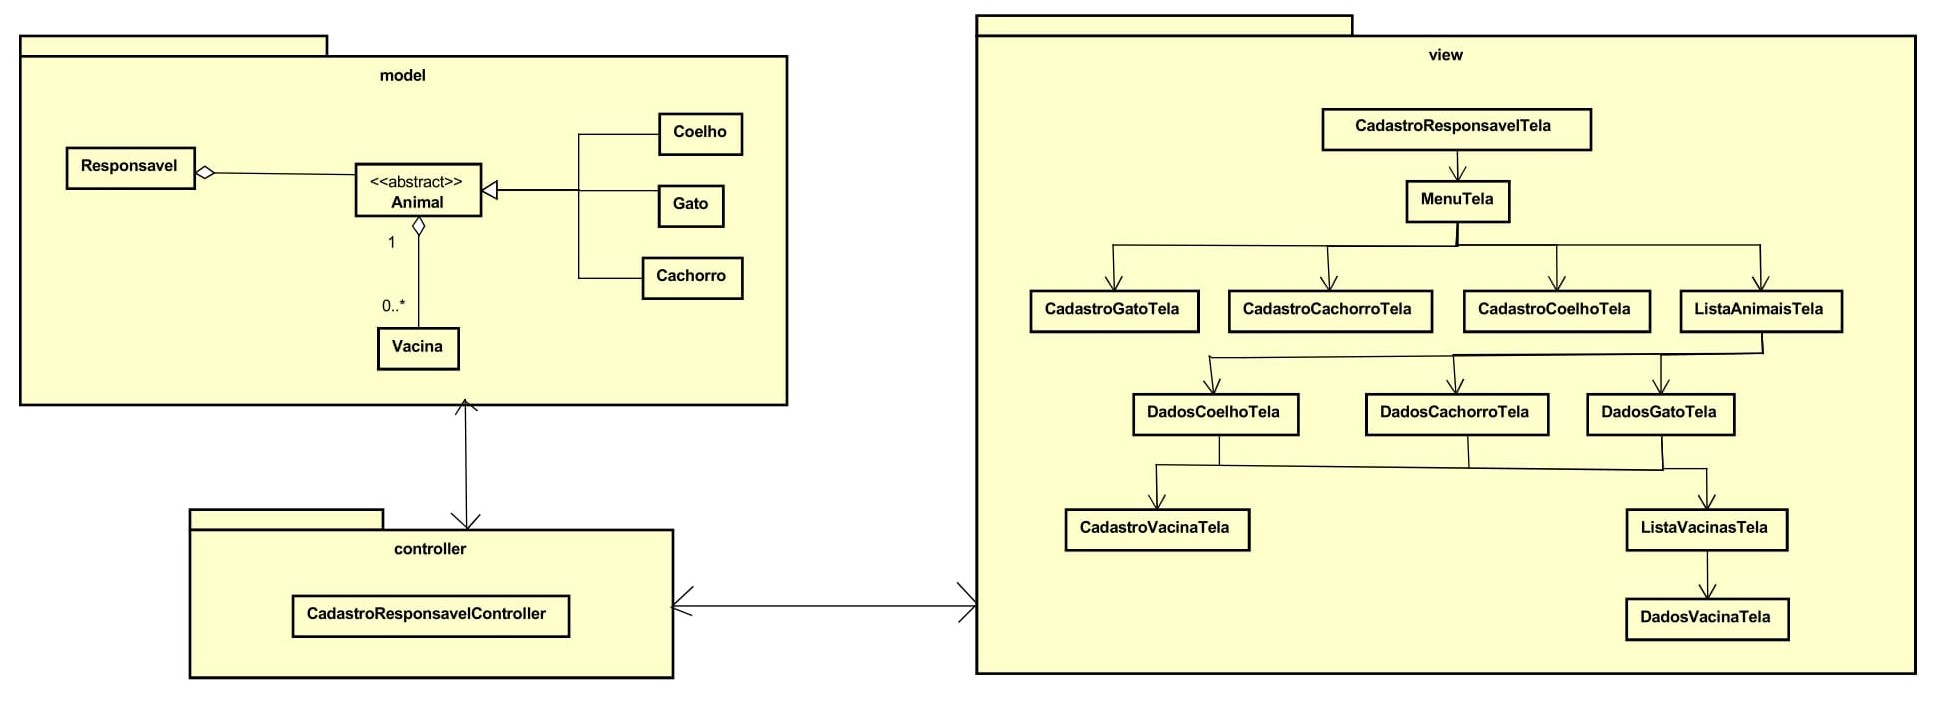 model
Responsavel
<<abstract>>
Animal
Coelho
Gato
Cachorro
1
0..*
Vacina
controller
CadastroResponsavelController
view
CadastroResponsavelTela
MenuTela
CadastroGatoTela
CadastroCachorroTela
CadastroCoelhoTela
ListaAnimaisTela
DadosCoelhoTela
DadosCachorroTela
DadosGatoTela
CadastroVacinaTela
ListaVacinasTela
DadosVacinaTela